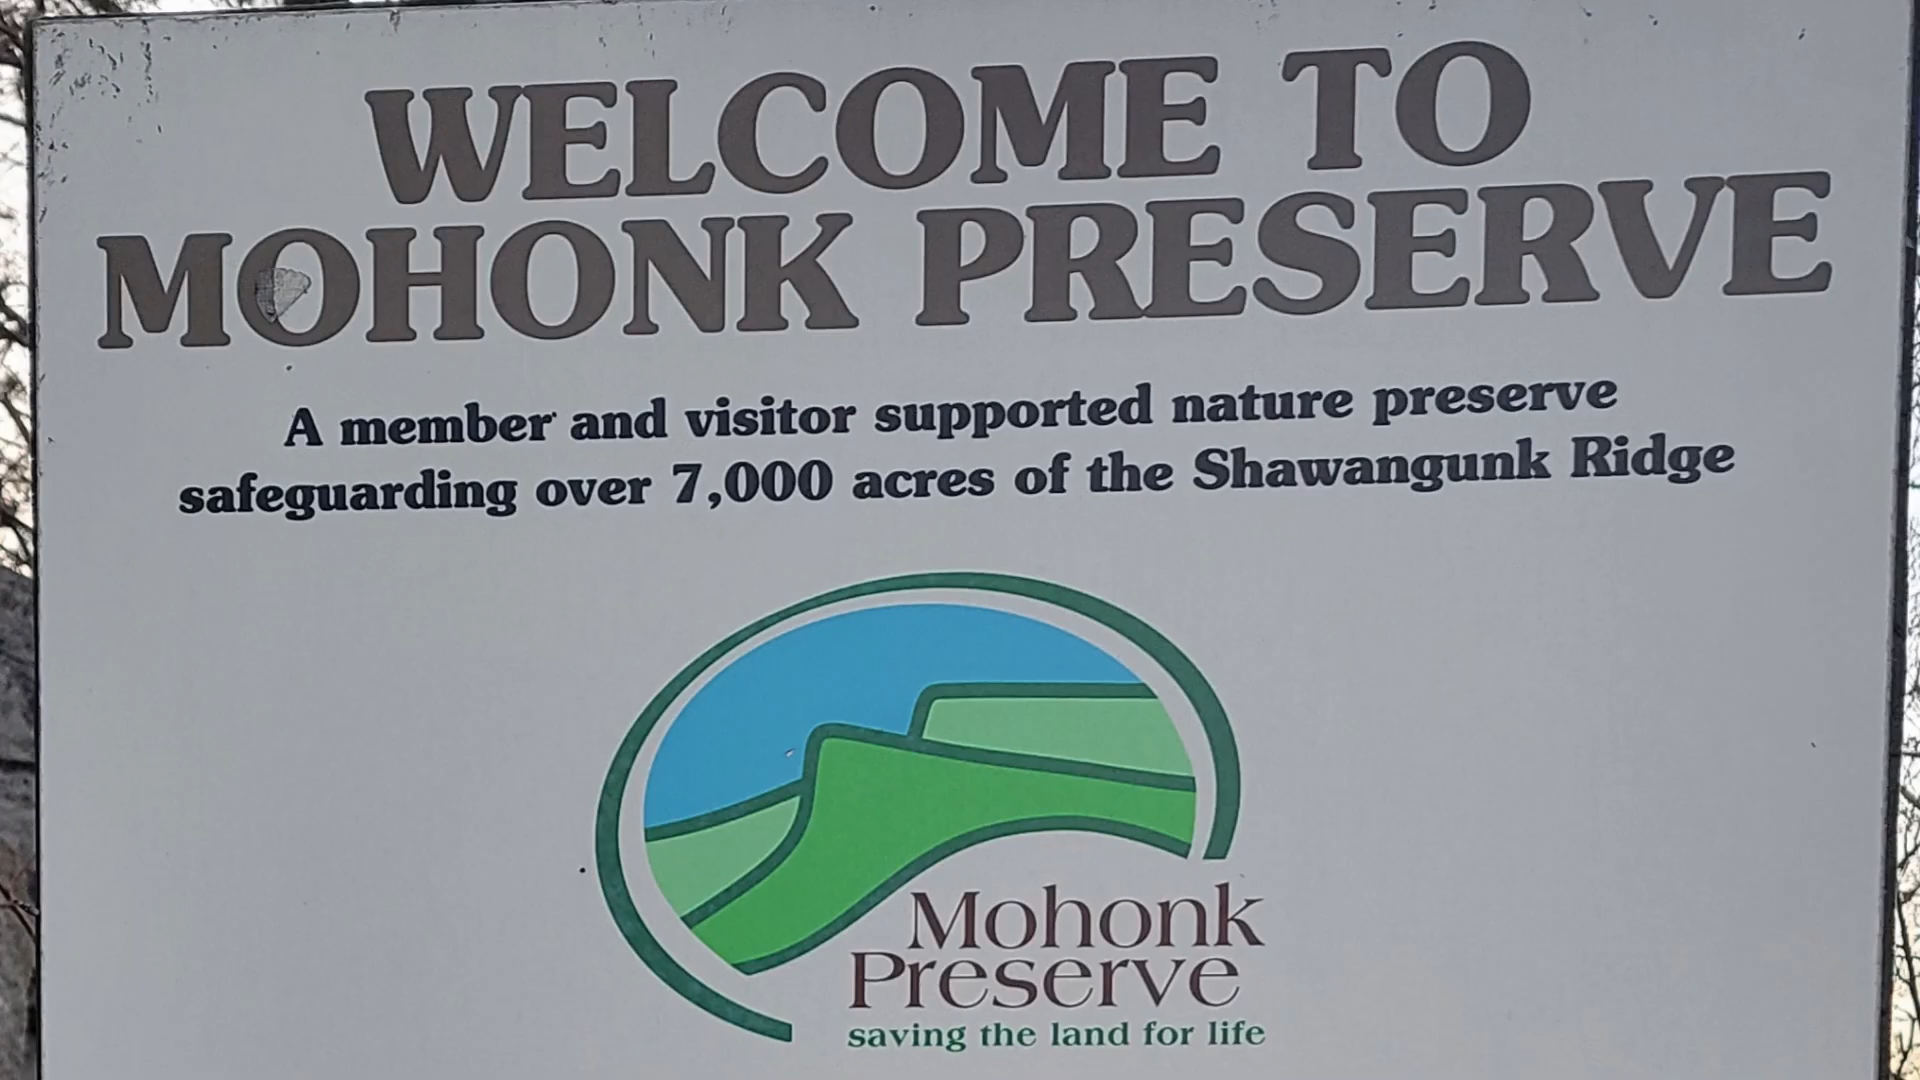 WELCOME TO
MOHONK PRESERVE
A member and visitor supported nature preserve
safeguarding over 7,000 acres of the Shawangunk Ridge
Mohonk
Preserve
saving the land for life